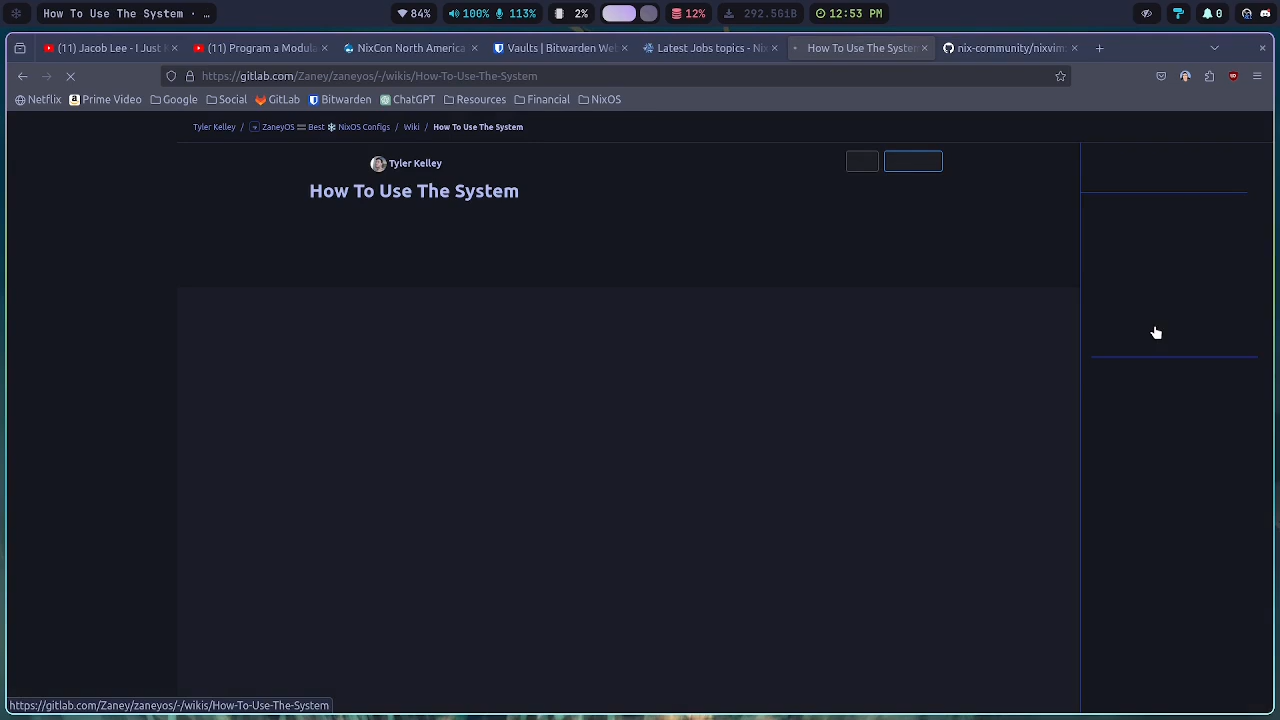 How To Use The System · … 84% 100% 113% 2% 12% 292.5GiB 12:53 PM 0
(11) Jacob Lee - I Just H × (11) Program a Modula × NixCon North America × Vaults | Bitwarden We × Latest Jobs topics - Nix × How To Use The System × nix-community/nixvim: ×
https://gitlab.com/Zaney/zaneyos/-/wikis/How-To-Use-The-System
Netflix Prime Video Google Social GitLab Bitwarden ChatGPT Resources Financial NixOS
Tyler Kelley / ZaneyOS Best NixOS Configs / Wiki / How To Use The System
Tyler Kelley
How To Use The System
https://gitlab.com/Zaney/zaneyos/-/wikis/How-To-Use-The-System